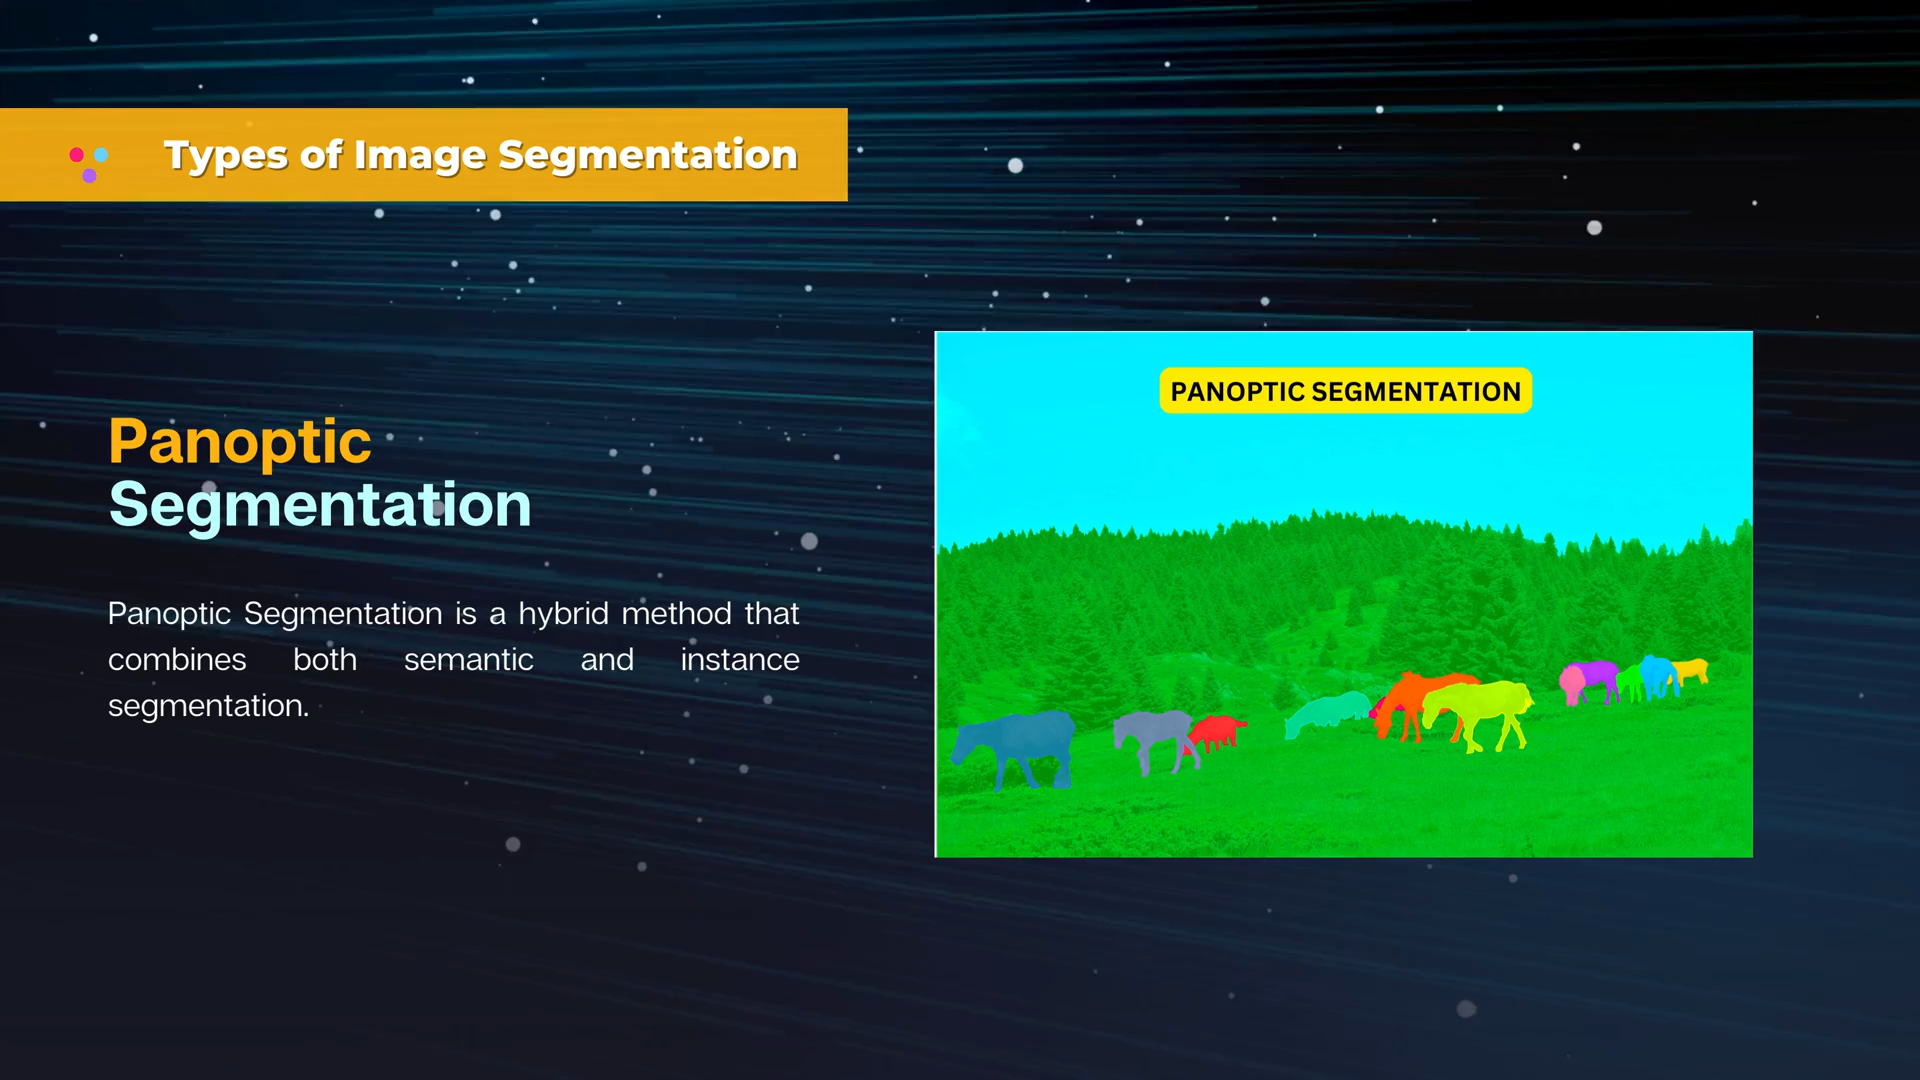 Types of Image Segmentation
PANOPTIC SEGMENTATION
Panoptic
Segmentation
Panoptic Segmentation is a hybrid method that
combines both semantic and instance
segmentation.